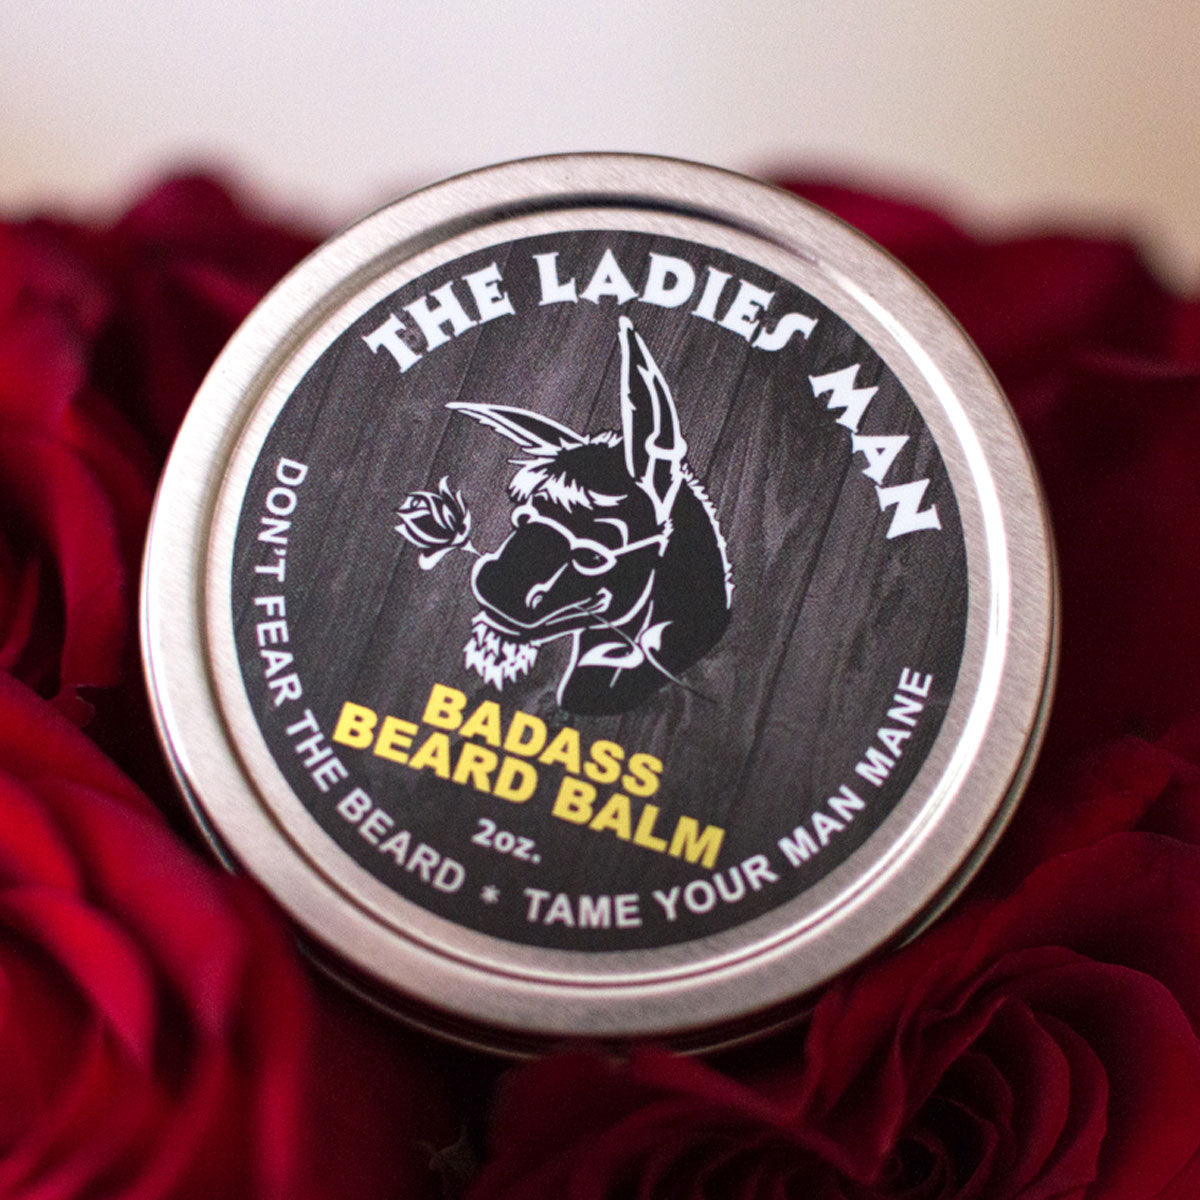 THE LADIES MAN
BADASS
BEARD BALM
2oz.
DON'T FEAR THE BEARD * TAME YOUR MAN MANE